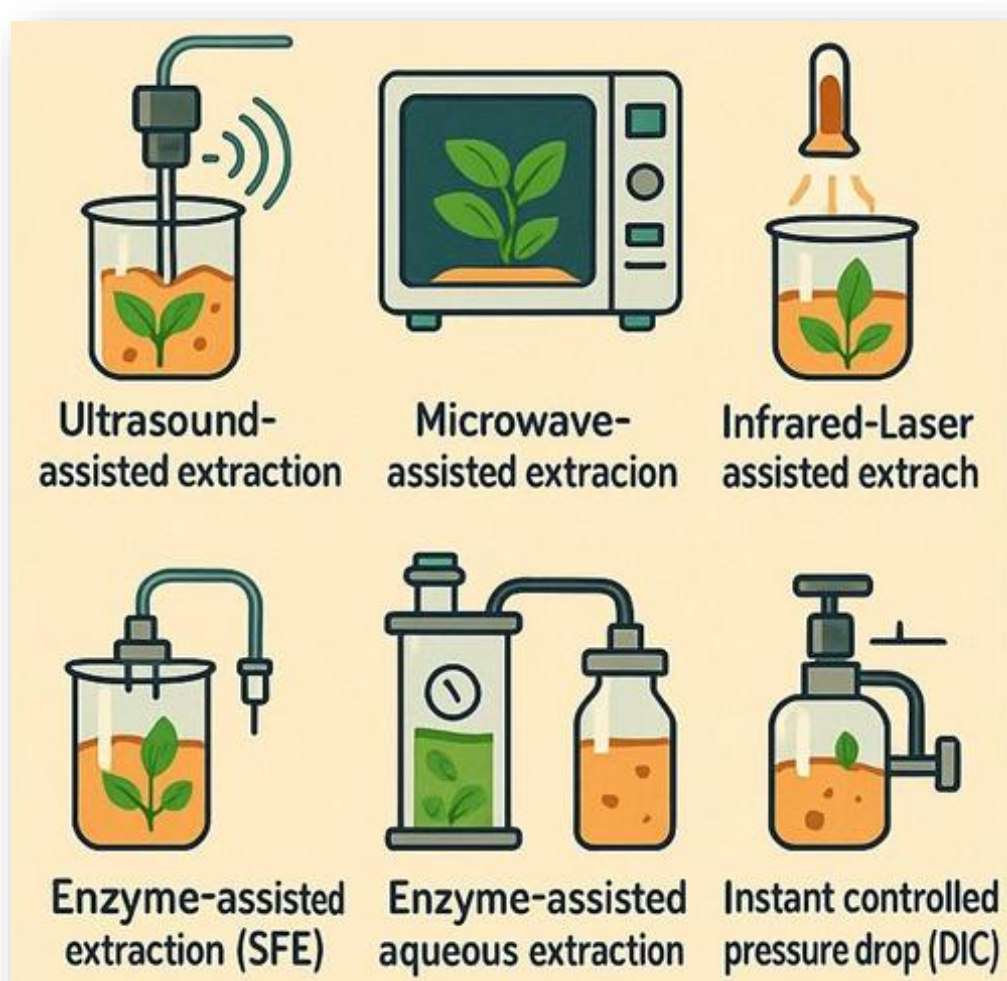 Ultrasound-
assisted extraction
Microwave-
assisted extracion
Infrared-Laser
assisted extrach
Enzyme-assisted
extraction (SFE)
Enzyme-assisted
aqueous extraction
Instant controlled
pressure drop (DIC)